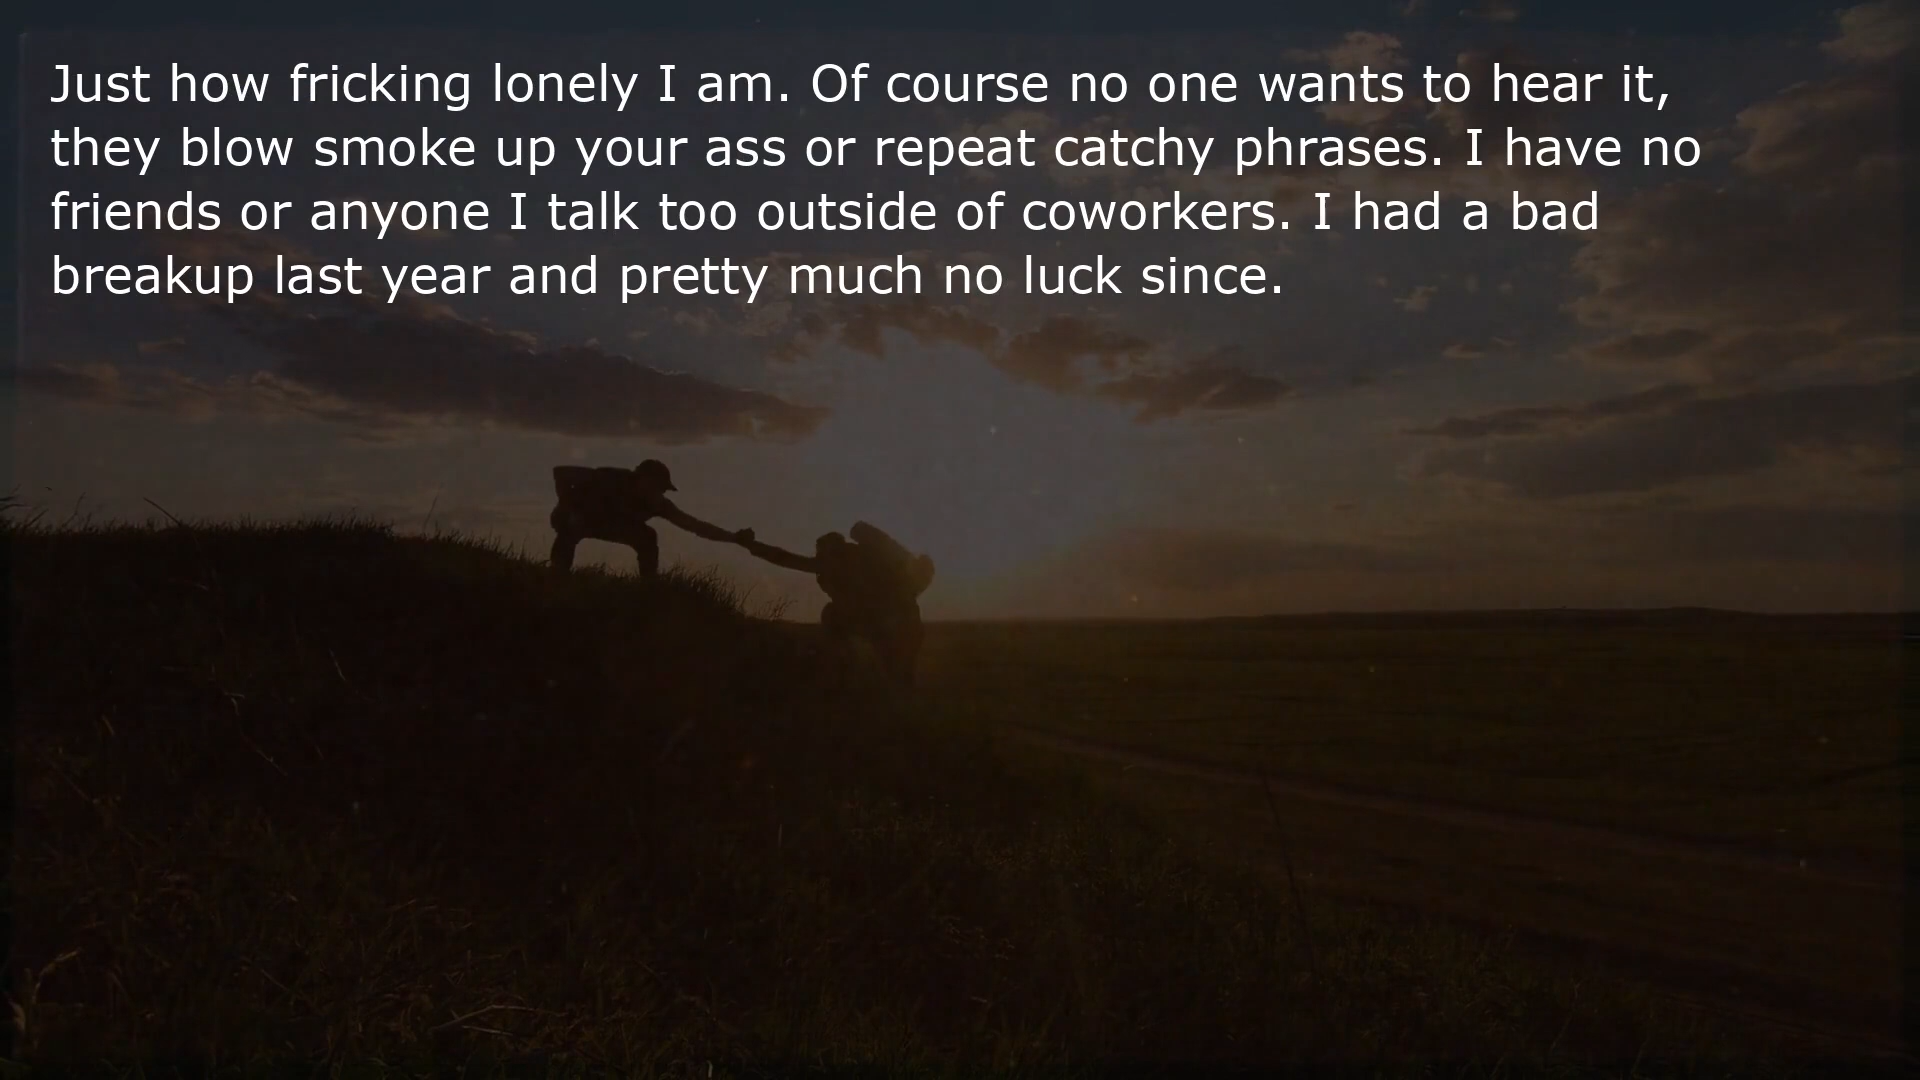 Just how fricking lonely I am. Of course no one wants to hear it,
they blow smoke up your ass or repeat catchy phrases. I have no
friends or anyone I talk too outside of coworkers. I had a bad
breakup last year and pretty much no luck since.